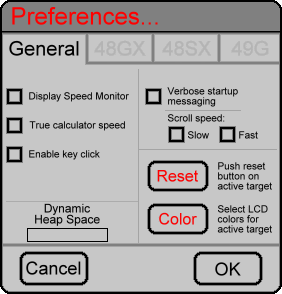 Preferences...
General 48GX 48SX 49G
Display Speed Monitor
True calculator speed
Enable key click
Dynamic
Heap Space
Verbose startup
messaging
Scroll speed:
Slow Fast
Reset
Push reset
button on
active target
Color
Select LCD
colors for
active target
Cancel OK